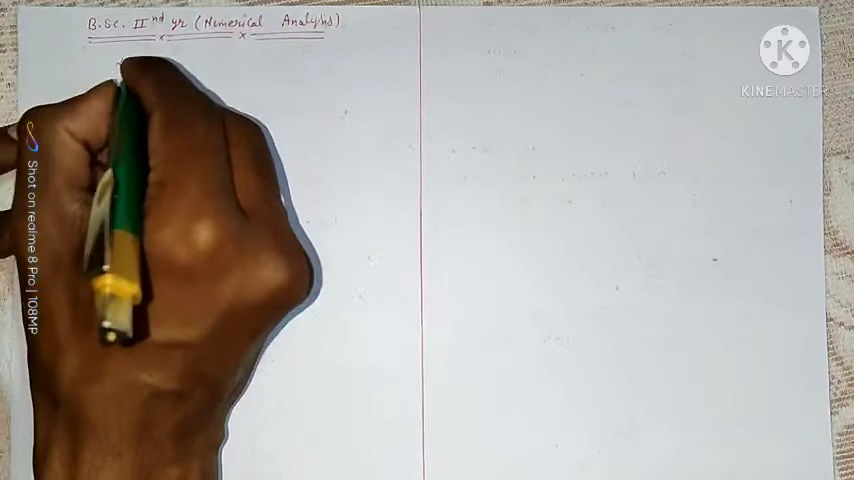 B.Sc. IInd yr (Numerical Analysis)
KINEMASTER
Shot on realme 8 Pro | 108MP